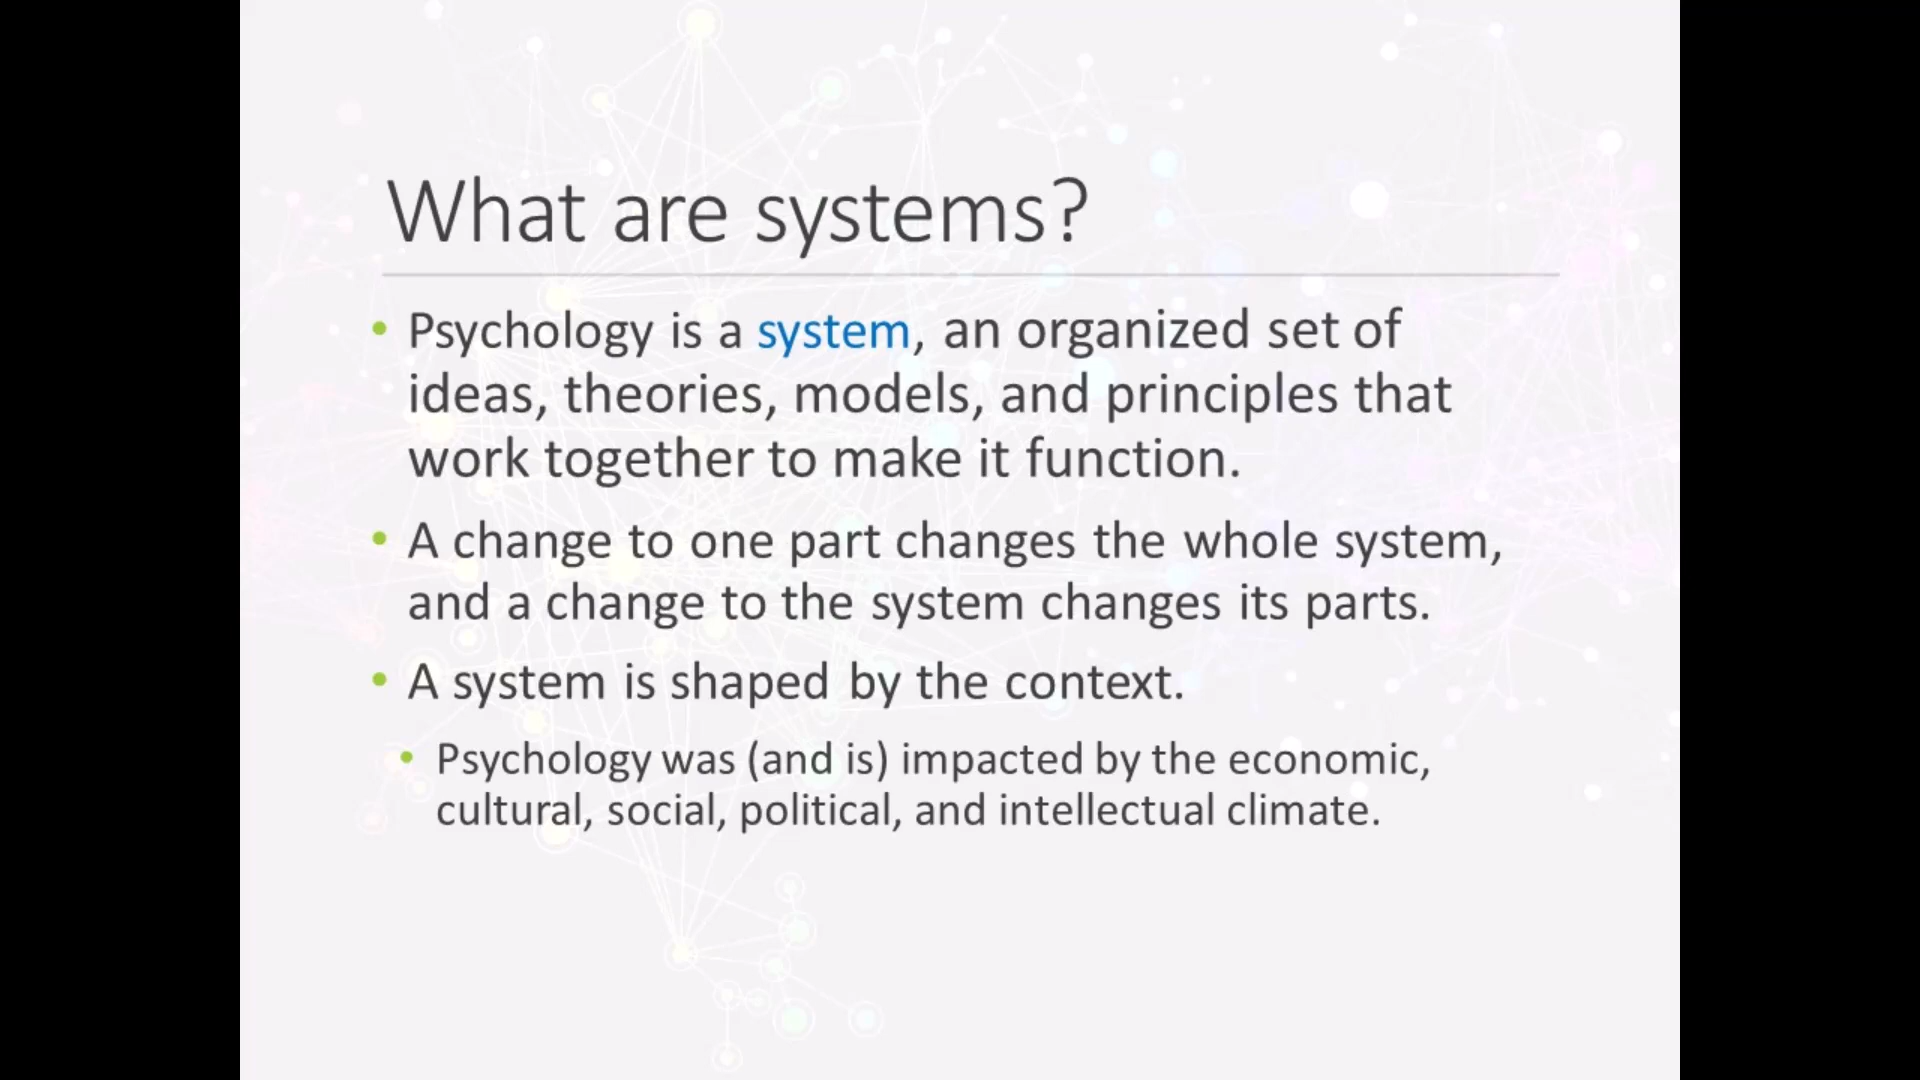 What are systems?
• Psychology is a system, an organized set of
ideas, theories, models, and principles that
work together to make it function.
• A change to one part changes the whole system,
and a change to the system changes its parts.
• A system is shaped by the context.
• Psychology was (and is) impacted by the economic,
cultural, social, political, and intellectual climate.